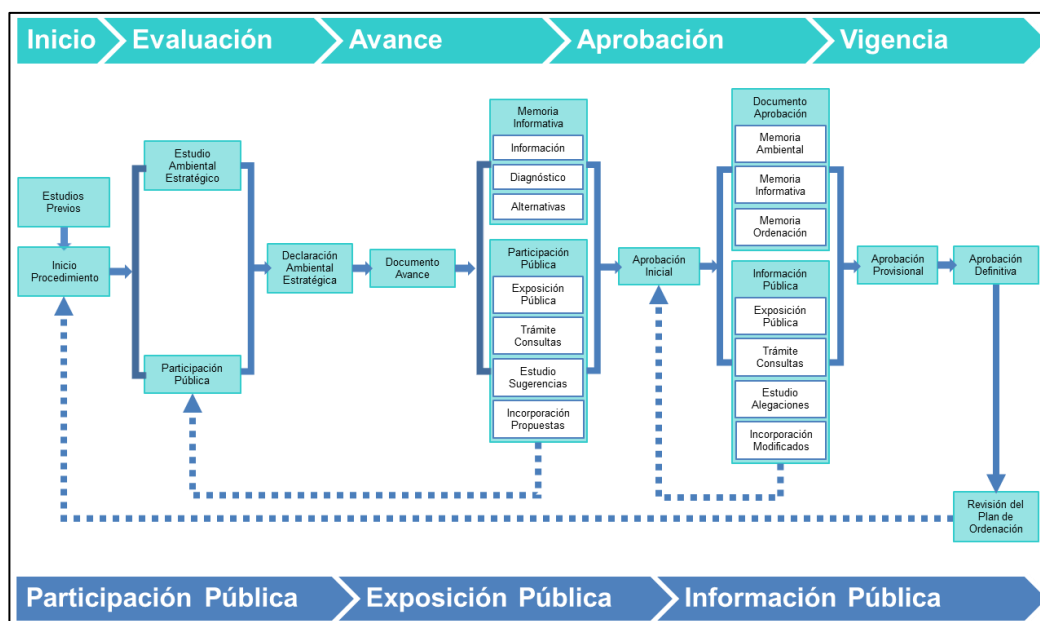 Inicio
Evaluación
Avance
Aprobación
Vigencia
Estudios
Previos
Inicio
Procedimiento
Estudio
Ambiental
Estratégico
Participación
Pública
Declaración
Ambiental
Estratégica
Documento
Avance
Memoria
Informativa
Información
Diagnóstico
Alternativas
Participación
Pública
Exposición
Pública
Trámite
Consultas
Estudio
Sugerencias
Incorporación
Propuestas
Aprobación
Inicial
Documento
Aprobación
Memoria
Ambiental
Memoria
Informativa
Memoria
Ordenación
Información
Pública
Exposición
Pública
Trámite
Consultas
Estudio
Alegaciones
Incorporación
Modificados
Aprobación
Provisional
Aprobación
Definitiva
Revisión del
Plan de
Ordenación
Participación Pública
Exposición Pública
Información Pública